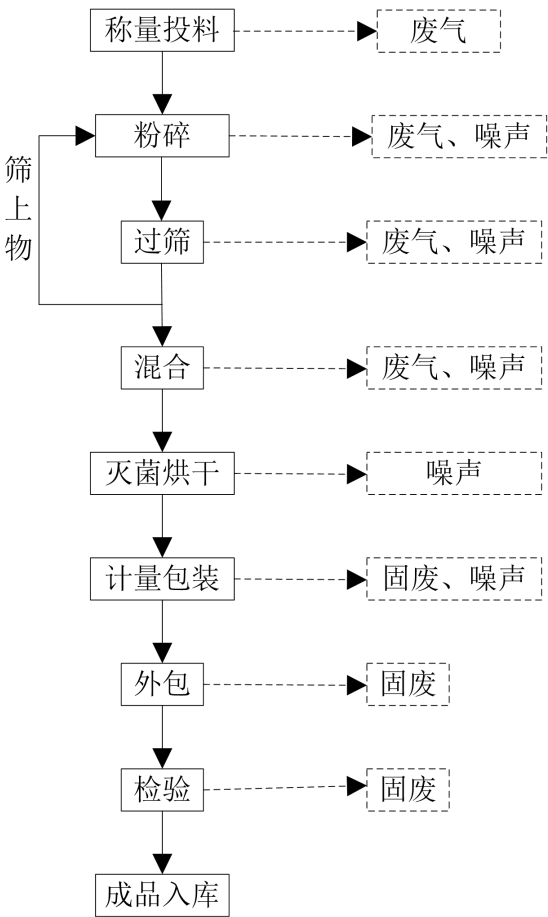 称量投料
废气
粉碎
废气、噪声
筛上物
过筛
废气、噪声
混合
废气、噪声
灭菌烘干
噪声
计量包装
固废、噪声
外包
固废
检验
固废
成品入库